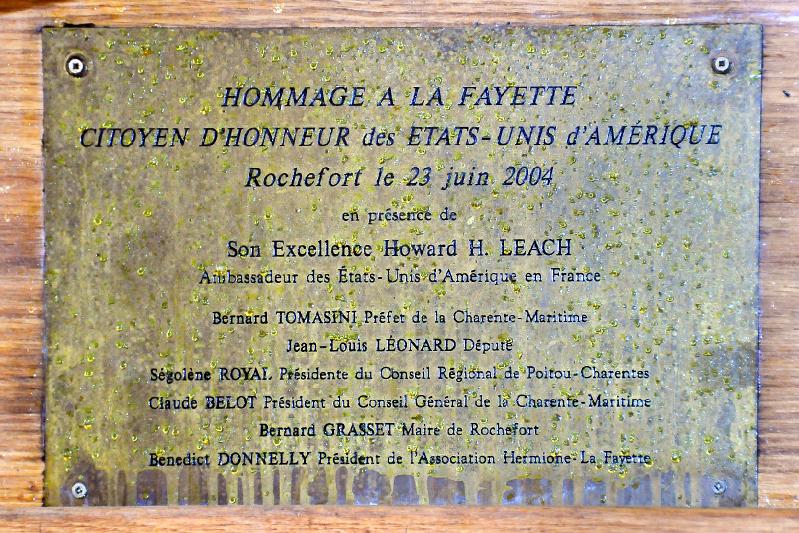 HOMMAGE A LA FAYETTE
CITOYEN D'HONNEUR des ÉTATS-UNIS d'AMÉRIQUE
Rochefort le 23 juin 2004
en présence de
Son Excellence Howard H. LEACH
Ambassadeur des États-Unis d'Amérique en France
Bernard TOMASINI Préfet de la Charente-Maritime
Jean-Louis LÉONARD Député
Ségolène ROYAL Présidente du Conseil Régional de Poitou-Charentes
Claude BELOT Président du Conseil Général de la Charente-Maritime
Bernard GRASSET Maire de Rochefort
Benedict DONNELLY Président de l'Association Hermione-La Fayette